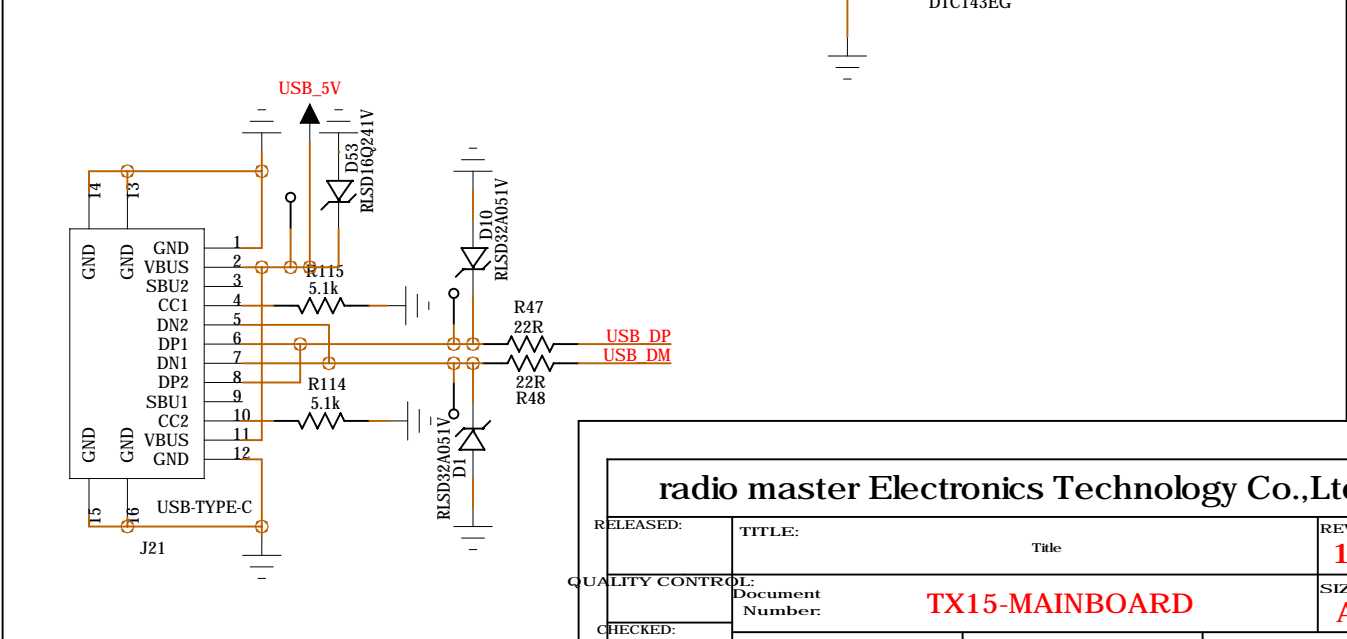 DTC143EG
USB_5V
D53
RLSD16Q241V
D10
RLSD32A051V
14
13
GND
GND
GND 1
VBUS 2
SBU2 3
CC1 4
DN2 5
DP1 6
DN1 7
DP2 8
SBU1 9
CC2 10
VBUS 11
GND 12
GND
GND
15
16
USB-TYPE-C
J21
R115
5.1k
R114
5.1k
R47
22R
USB_DP
USB_DM
22R
R48
RLSD32A051V
D1
radio master Electronics Technology Co.,Lt
RELEASED:
TITLE:
Title
RE
1
QUALITY CONTROL:
Document
Number:
TX15-MAINBOARD
SIZ
A
CHECKED: